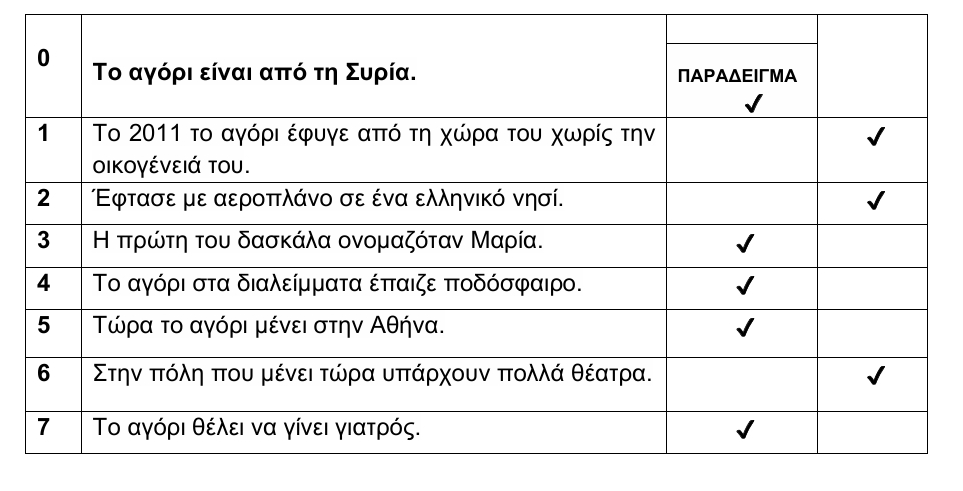 0
Το αγόρι είναι από τη Συρία.
ΠΑΡΑΔΕΙΓΜΑ
✓
1 Το 2011 το αγόρι έφυγε από τη χώρα του χωρίς την ✓
οικογένειά του.
2 Έφτασε με αεροπλάνο σε ένα ελληνικό νησί. ✓
3 Η πρώτη του δασκάλα ονομαζόταν Μαρία. ✓
4 Το αγόρι στα διαλείμματα έπαιζε ποδόσφαιρο. ✓
5 Τώρα το αγόρι μένει στην Αθήνα. ✓
6 Στην πόλη που μένει τώρα υπάρχουν πολλά θέατρα. ✓
7 Το αγόρι θέλει να γίνει γιατρός. ✓